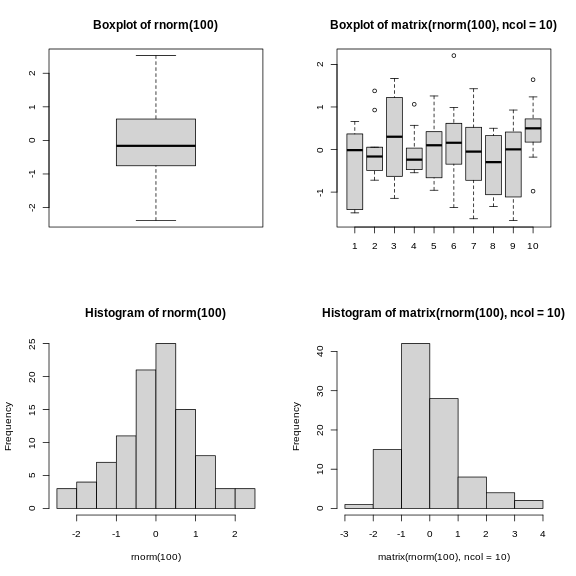 Boxplot of rnorm(100)
2
1
0
-1
-2
Boxplot of matrix(rnorm(100), ncol = 10)
2
1
0
-1
1 2 3 4 5 6 7 8 9 10
Histogram of rnorm(100)
Frequency
25
20
15
10
5
0
-2 -1 0 1 2
rnorm(100)
Histogram of matrix(rnorm(100), ncol = 10)
Frequency
40
30
20
10
0
-3 -2 -1 0 1 2 3 4
matrix(rnorm(100), ncol = 10)